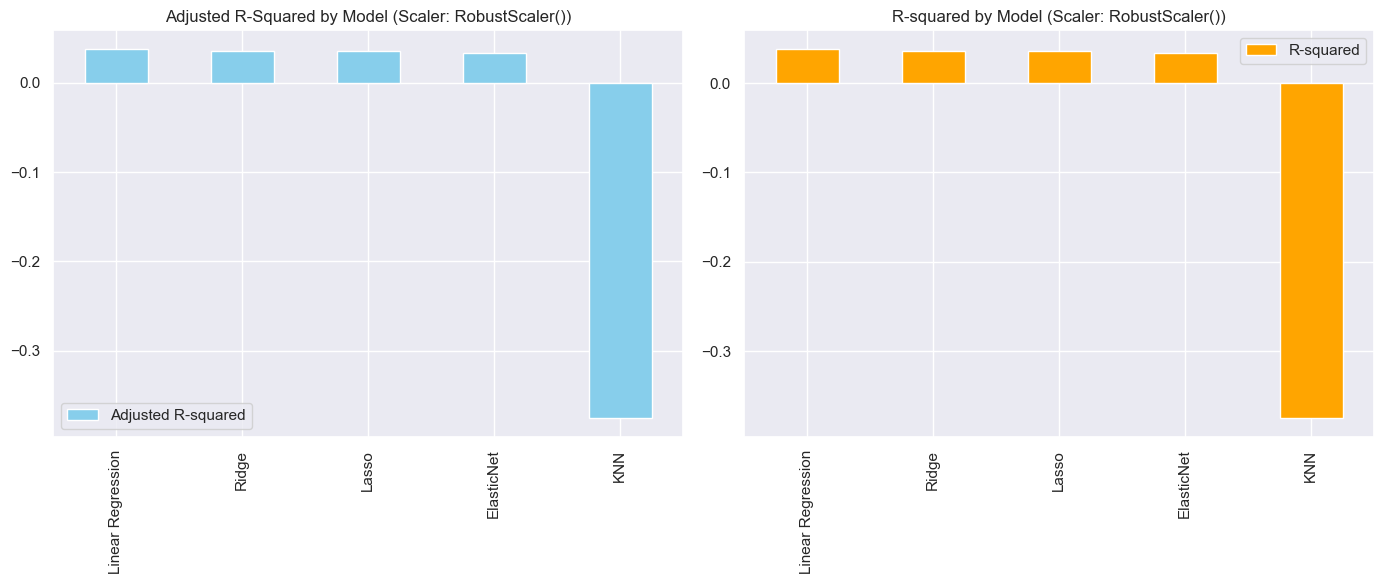 Adjusted R-Squared by Model (Scaler: RobustScaler())
0.0
−0.1
−0.2
−0.3
Adjusted R-squared
Linear Regression
Ridge
Lasso
ElasticNet
KNN
R-squared by Model (Scaler: RobustScaler())
R-squared
0.0
−0.1
−0.2
−0.3
Linear Regression
Ridge
Lasso
ElasticNet
KNN